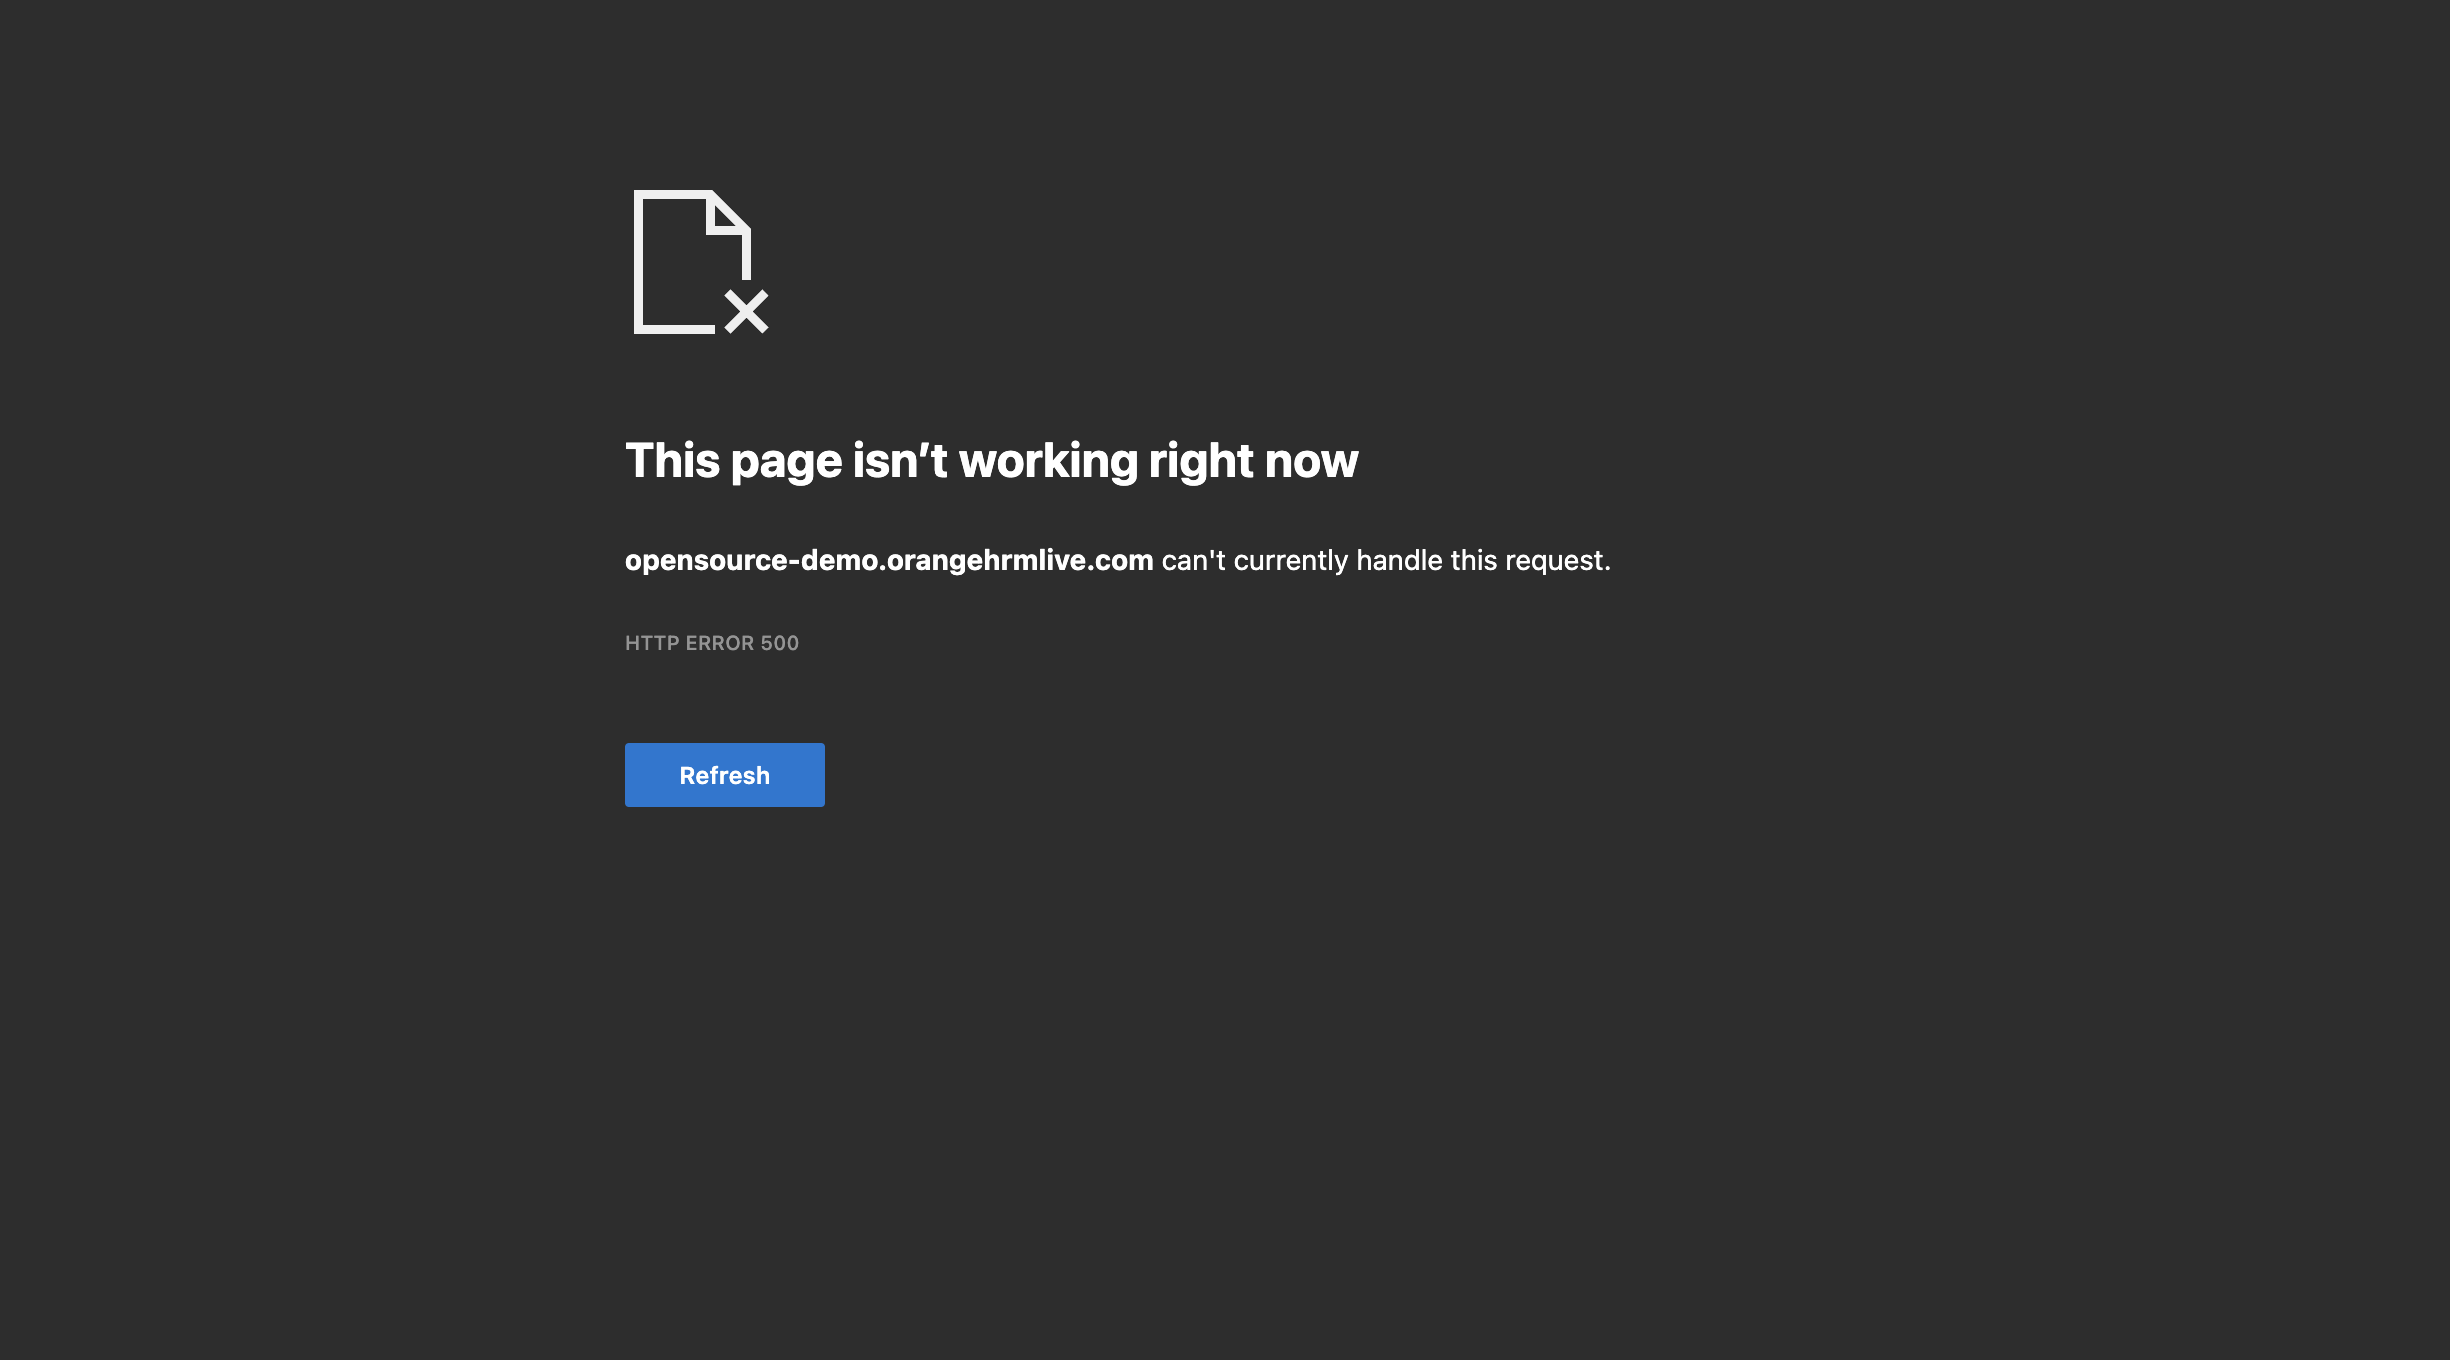 This page isn’t working right now
opensource-demo.orangehrmlive.com can't currently handle this request.
HTTP ERROR 500
Refresh